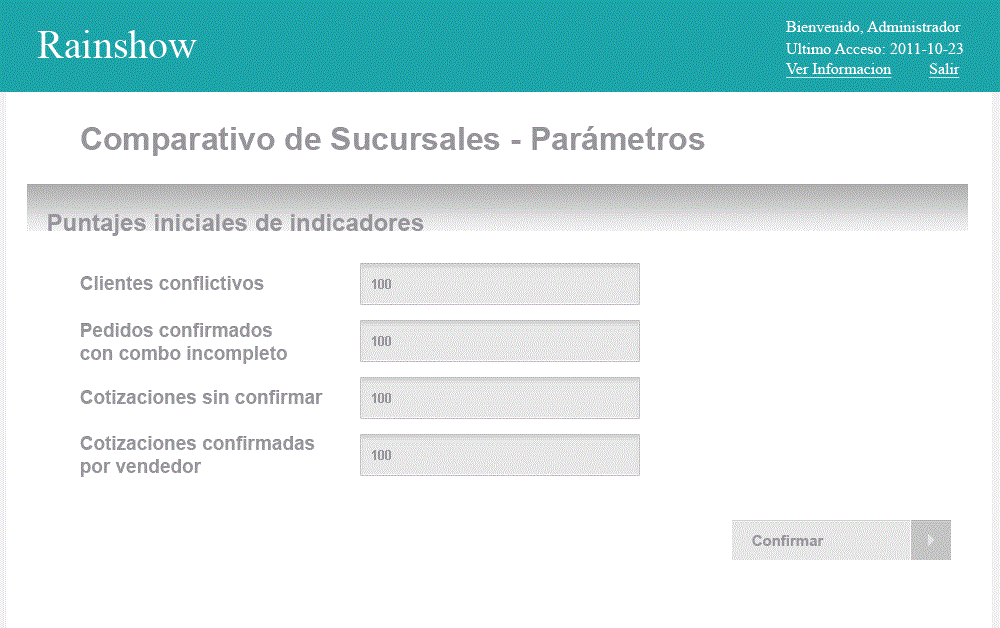 Rainshow
Bienvenido, Administrador
Ultimo Acceso: 2011-10-23
Ver Informacion Salir
Comparativo de Sucursales - Parámetros
Puntajes iniciales de indicadores
Clientes conflictivos 100
Pedidos confirmados
con combo incompleto 100
Cotizaciones sin confirmar 100
Cotizaciones confirmadas
por vendedor 100
Confirmar